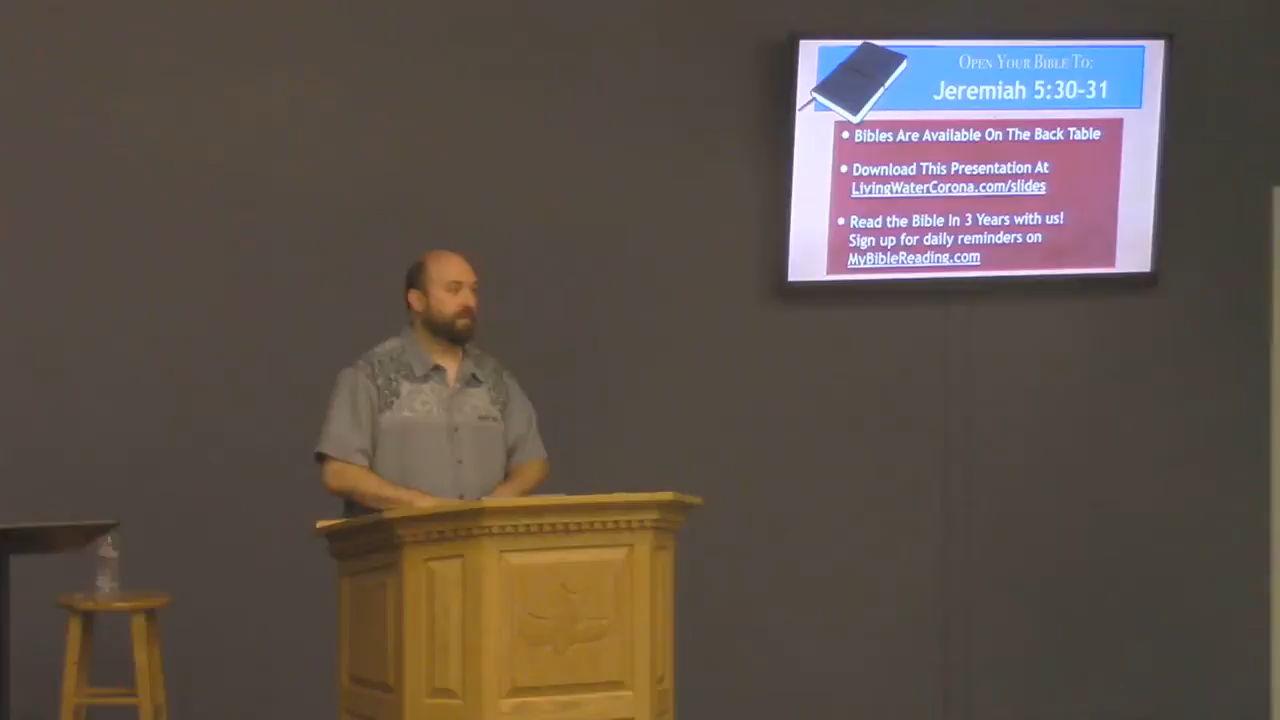 Open Your Bible To:
Jeremiah 5:30-31
• Bibles Are Available On The Back Table
• Download This Presentation At
LivingWaterCorona.com/slides
• Read the Bible In 3 Years with us!
Sign up for daily reminders on
MyBibleReading.com